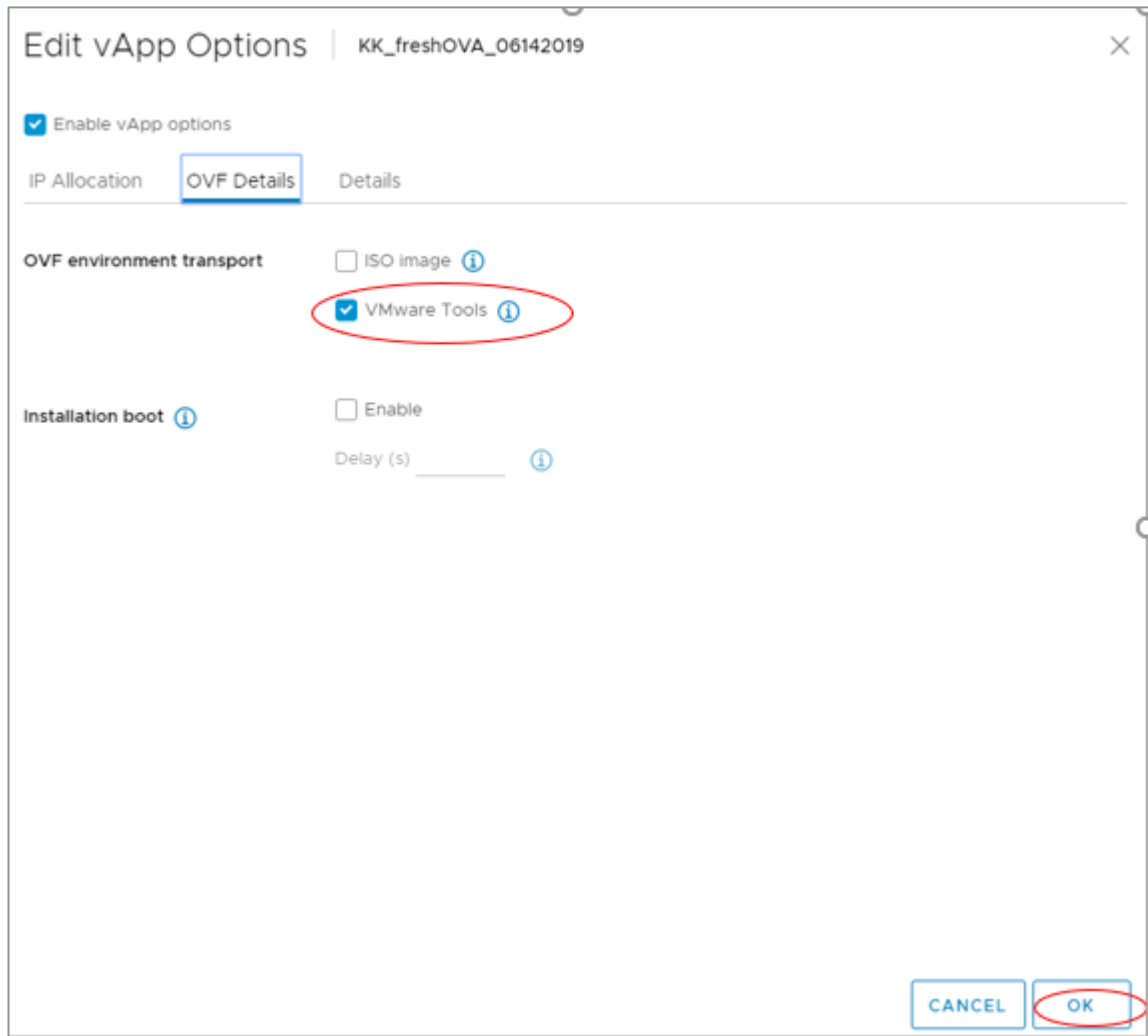 Edit vApp Options KK_freshOVA_06142019
Enable vApp options
IP Allocation OVF Details Details
OVF environment transport ISO image
VMware Tools
Installation boot Enable
Delay (s)
CANCEL OK